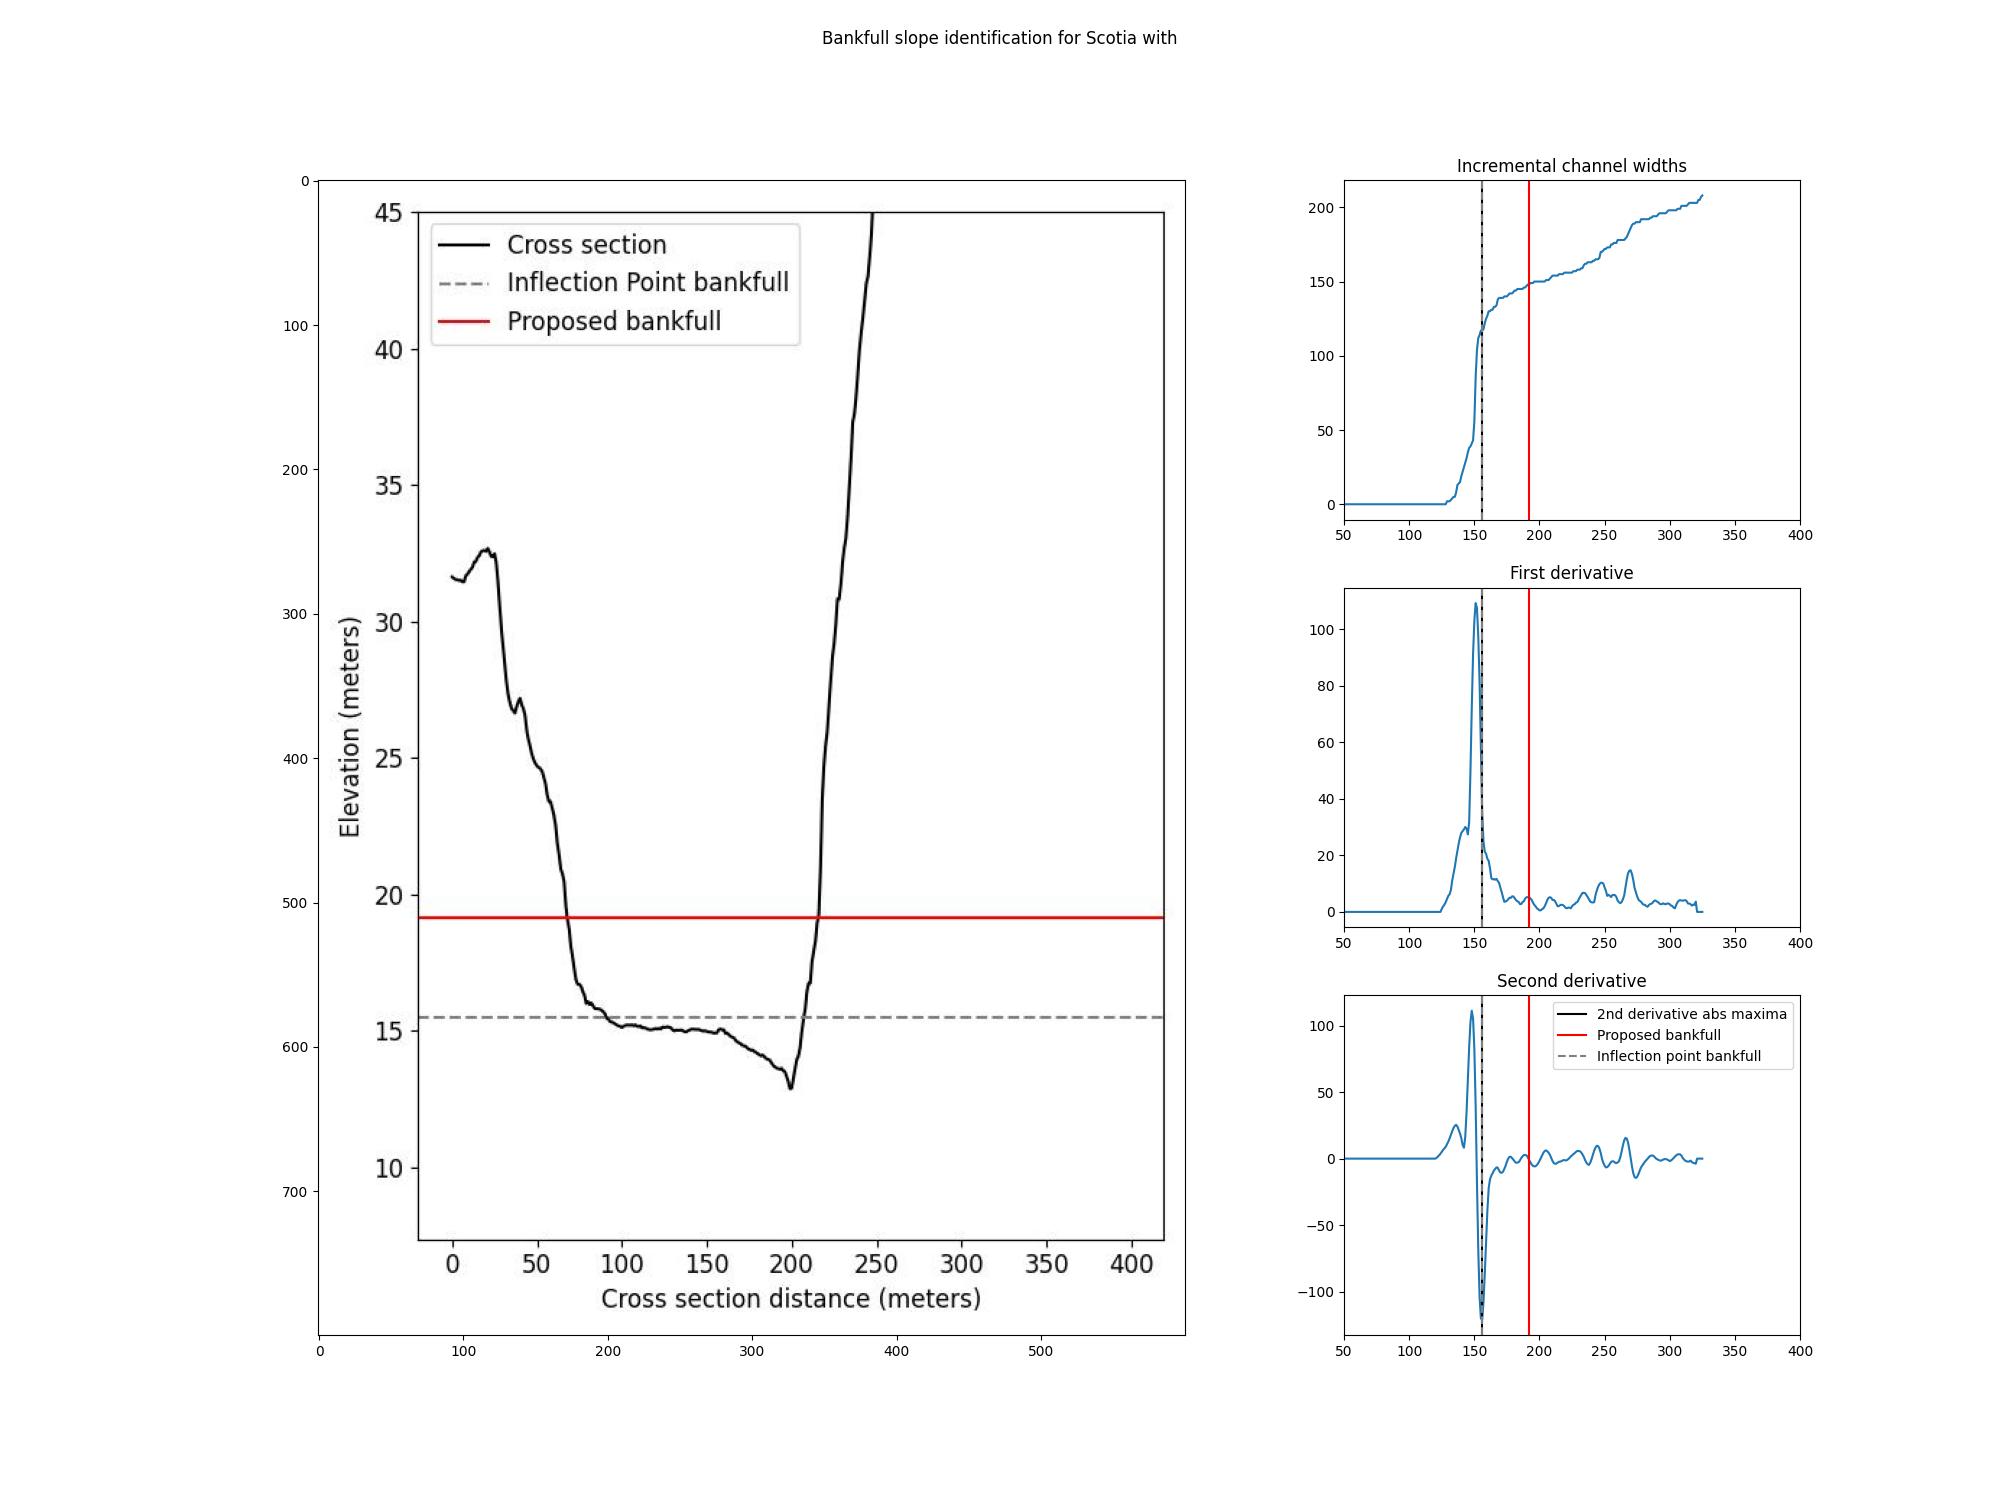 Bankfull slope identification for Scotia with
0
100
200
300
400
500
600
700
45
40
35
30
25
20
15
10
Elevation (meters)
Cross section
Inflection Point bankfull
Proposed bankfull
0 50 100 150 200 250 300 350 400
Cross section distance (meters)
0 100 200 300 400 500
Incremental channel widths
200
150
100
50
0
50 100 150 200 250 300 350 400
First derivative
100
80
60
40
20
0
50 100 150 200 250 300 350 400
Second derivative
100
50
0
−50
−100
2nd derivative abs maxima
Proposed bankfull
Inflection point bankfull
50 100 150 200 250 300 350 400